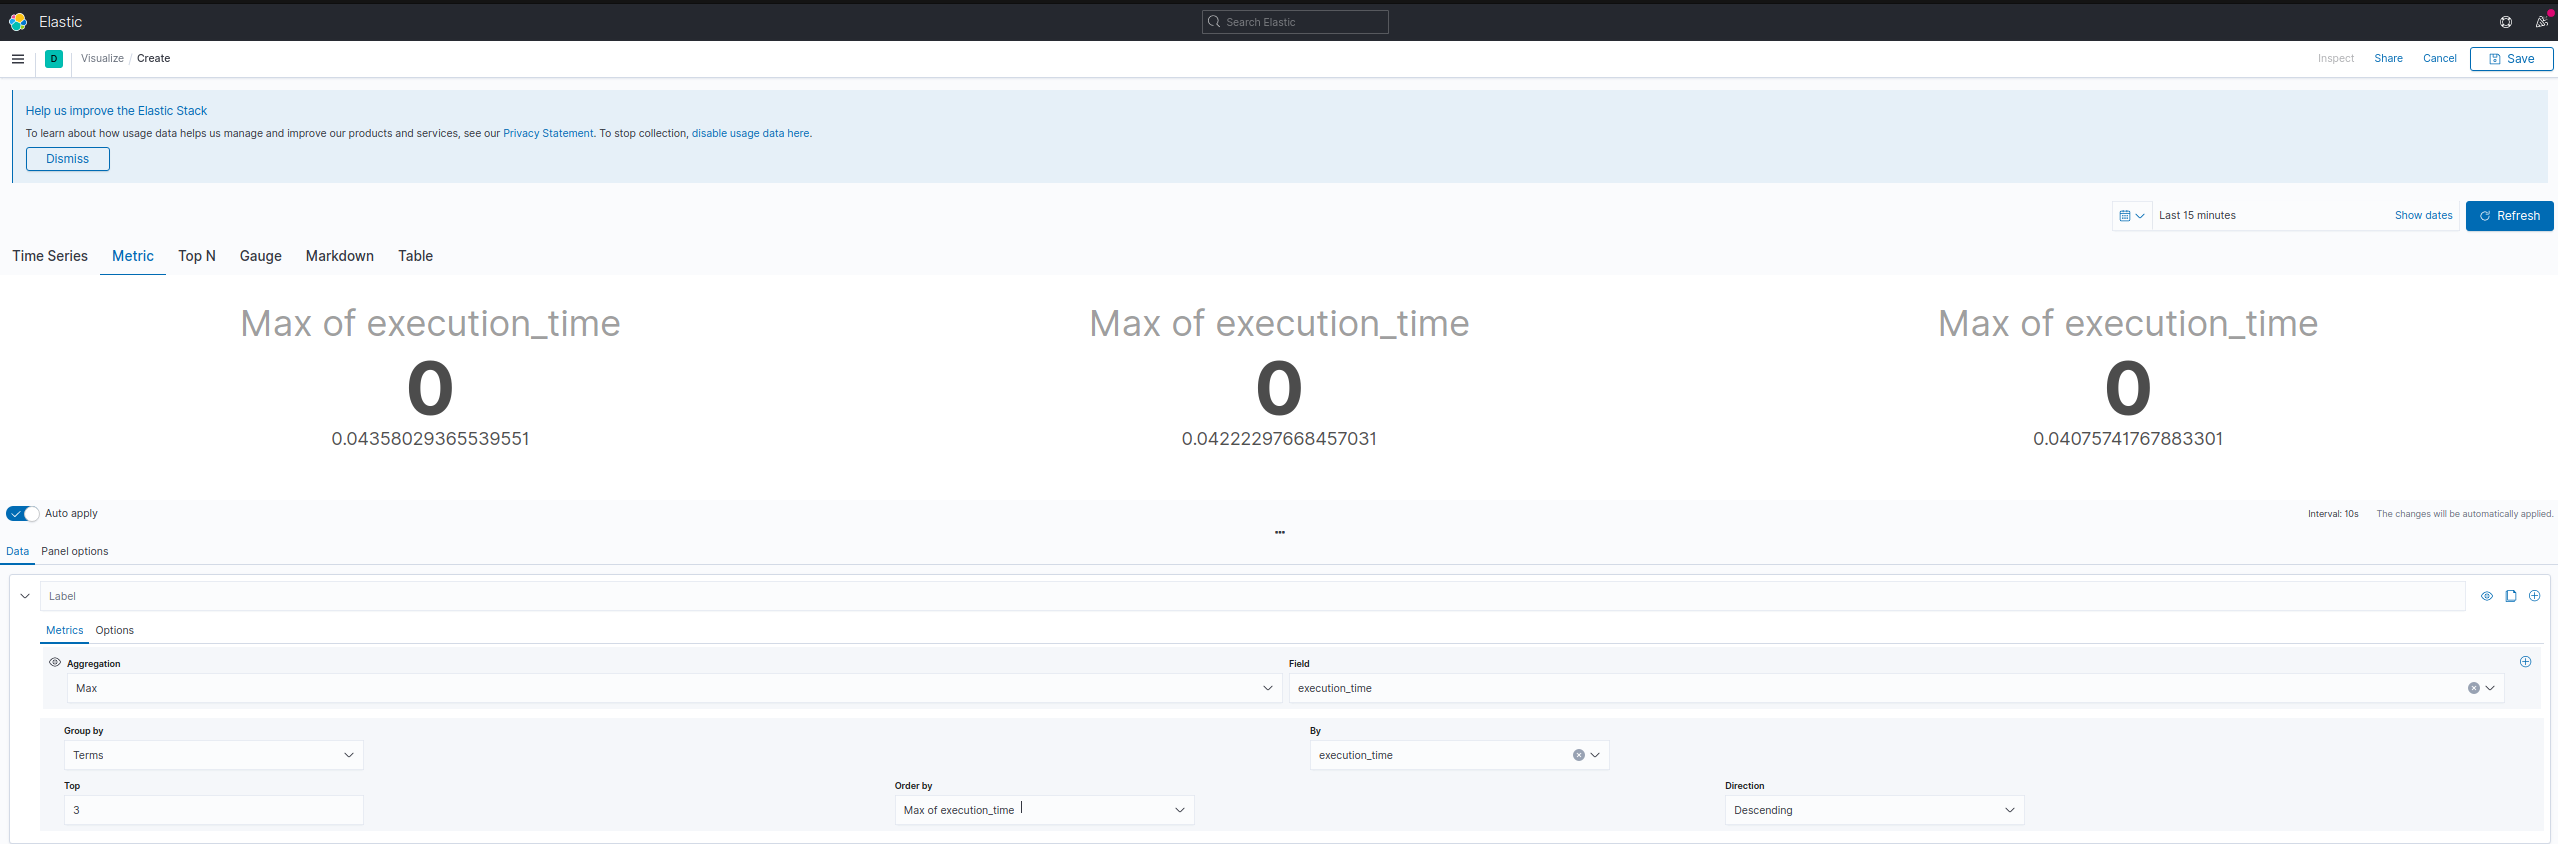 Elastic
Search Elastic
D
Visualize / Create
Inspect Share Cancel Save
Help us improve the Elastic Stack
To learn about how usage data helps us manage and improve our products and services, see our Privacy Statement. To stop collection, disable usage data here.
Dismiss
Last 15 minutes Show dates Refresh
Time Series Metric Top N Gauge Markdown Table
Max of execution_time
0
0.04358029365539551
Max of execution_time
0
0.04222297668457031
Max of execution_time
0
0.04075741767883301
Auto apply
Interval: 10s The changes will be automatically applied.
Data Panel options
Label
Metrics Options
Aggregation
Max
Field
execution_time
Group by
Terms
By
execution_time
Top
3
Order by
Max of execution_time
Direction
Descending